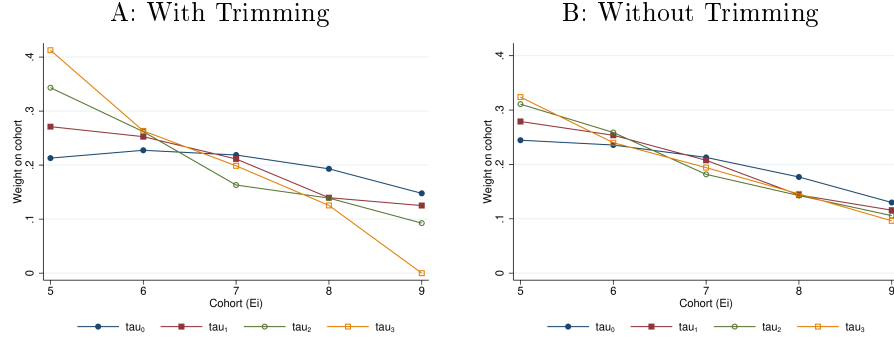 A: With Trimming
Weight on cohort
.4
.3
.2
.1
0
5 6 7 8 9
Cohort (Ei)
tau₀ tau₁ tau₂ tau₃
B: Without Trimming
Weight on cohort
.4
.3
.2
.1
0
5 6 7 8 9
Cohort (Ei)
tau₀ tau₁ tau₂ tau₃